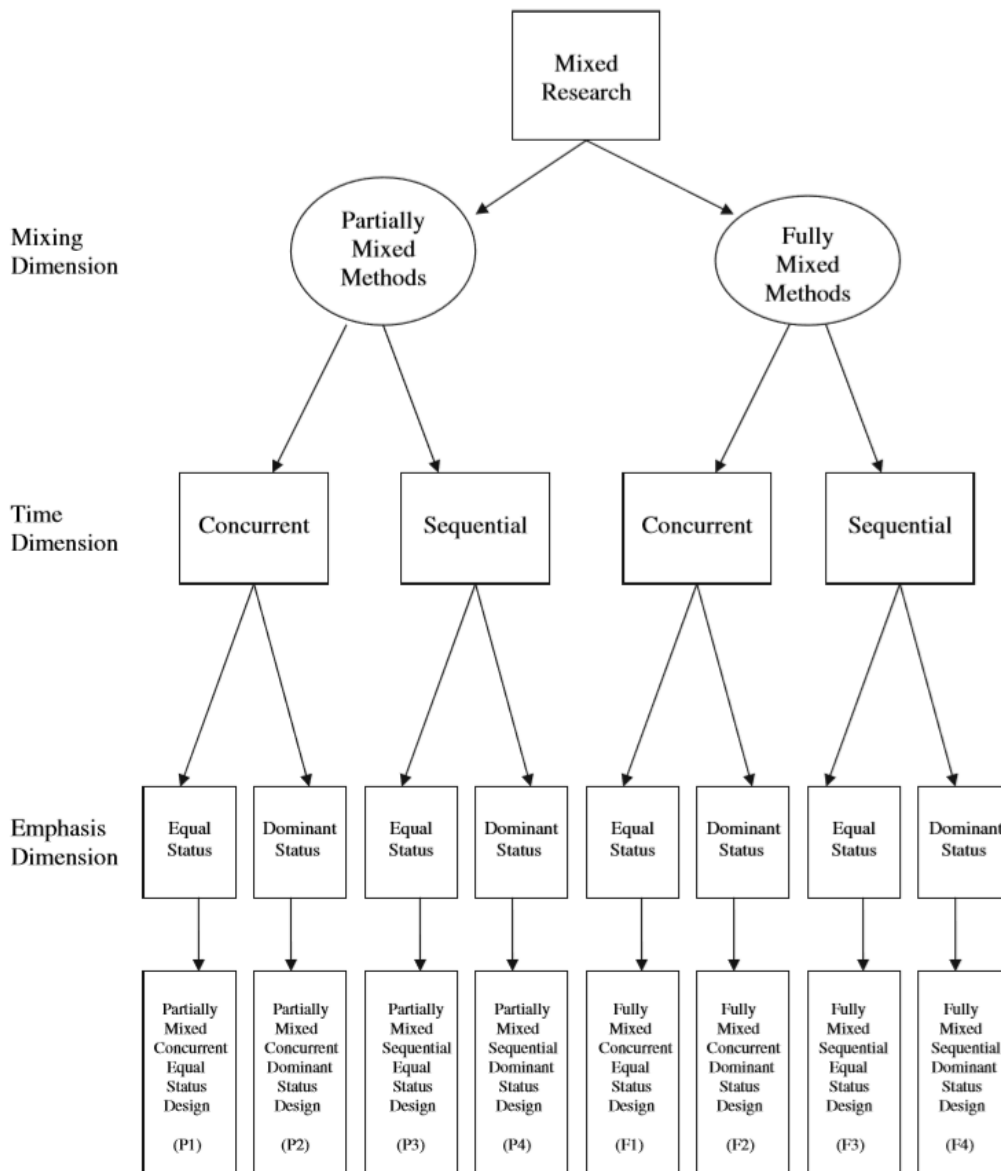 Mixed
Research
Partially
Mixed
Methods
Fully
Mixed
Methods
Mixing
Dimension
Time
Dimension
Concurrent
Sequential
Concurrent
Sequential
Emphasis
Dimension
Equal
Status
Dominant
Status
Equal
Status
Dominant
Status
Equal
Status
Dominant
Status
Equal
Status
Dominant
Status
Partially
Mixed
Concurrent
Equal
Status
Design
(P1)
Partially
Mixed
Concurrent
Dominant
Status
Design
(P2)
Partially
Mixed
Sequential
Equal
Status
Design
(P3)
Partially
Mixed
Sequential
Dominant
Status
Design
(P4)
Fully
Mixed
Concurrent
Equal
Status
Design
(F1)
Fully
Mixed
Concurrent
Dominant
Status
Design
(F2)
Fully
Mixed
Sequential
Equal
Status
Design
(F3)
Fully
Mixed
Sequential
Dominant
Status
Design
(F4)